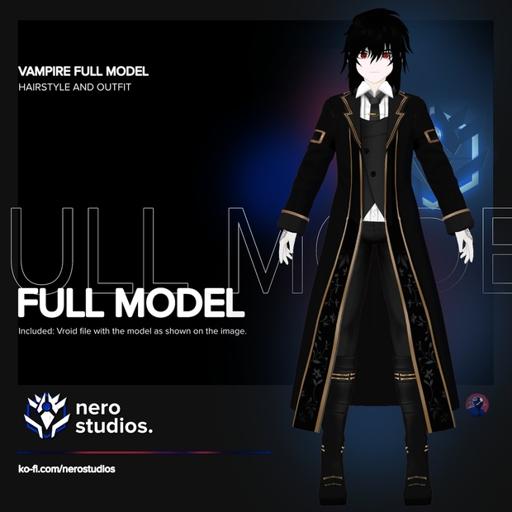 VAMPIRE FULL MODEL
HAIRSTYLE AND OUTFIT
ULL MODE
FULL MODEL
Included: Vroid file with the model as shown on the image.
nero
studios.
ko-fi.com/nerostudios